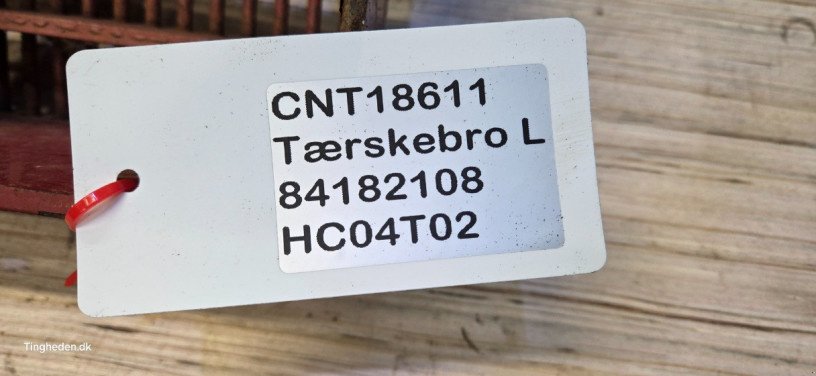 CNT18611
Tærskebro L
84182108
HC04T02
Tingheden.dk